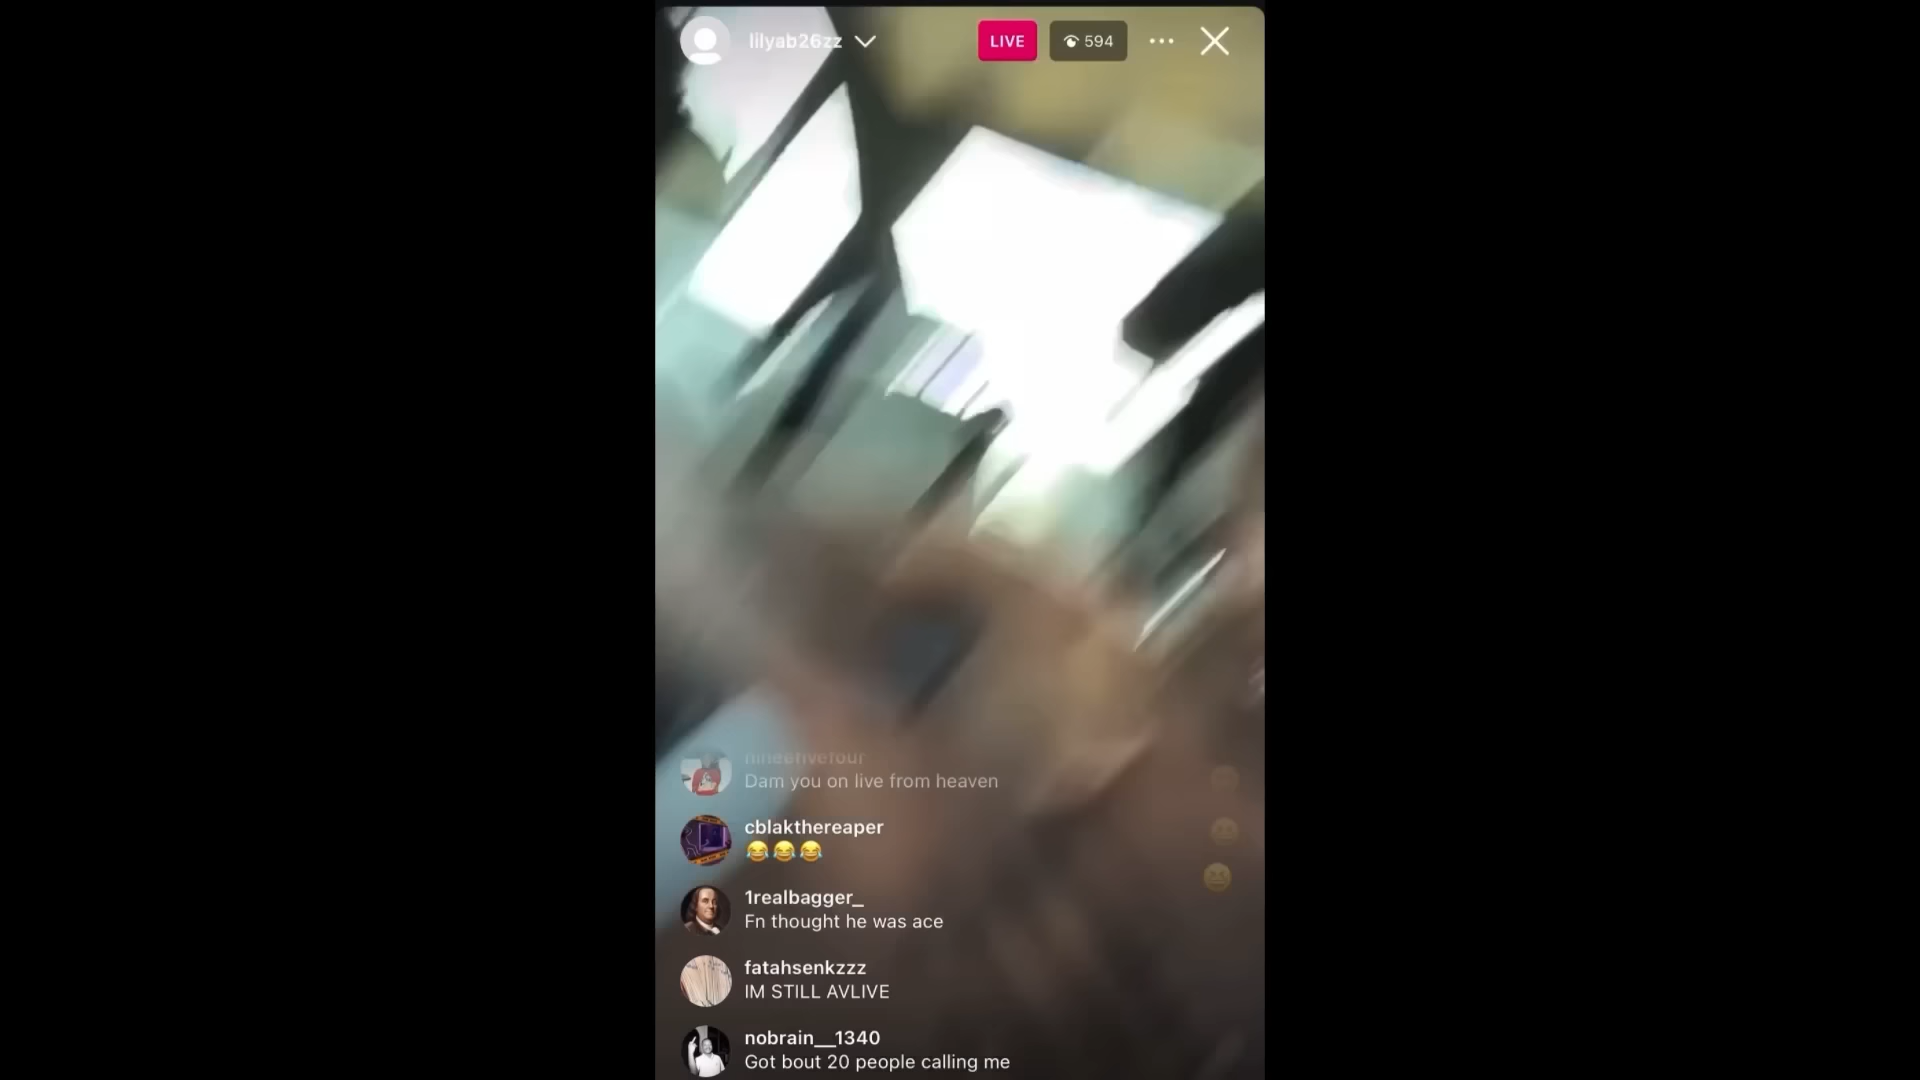 lilyab26zz
LIVE
594
ninefivefour
Dam you on live from heaven
cblakthereaper
😂😂😂
1realbagger_
Fn thought he was ace
fatahsenkzzz
IM STILL AVLIVE
nobrain__1340
Got bout 20 people calling me